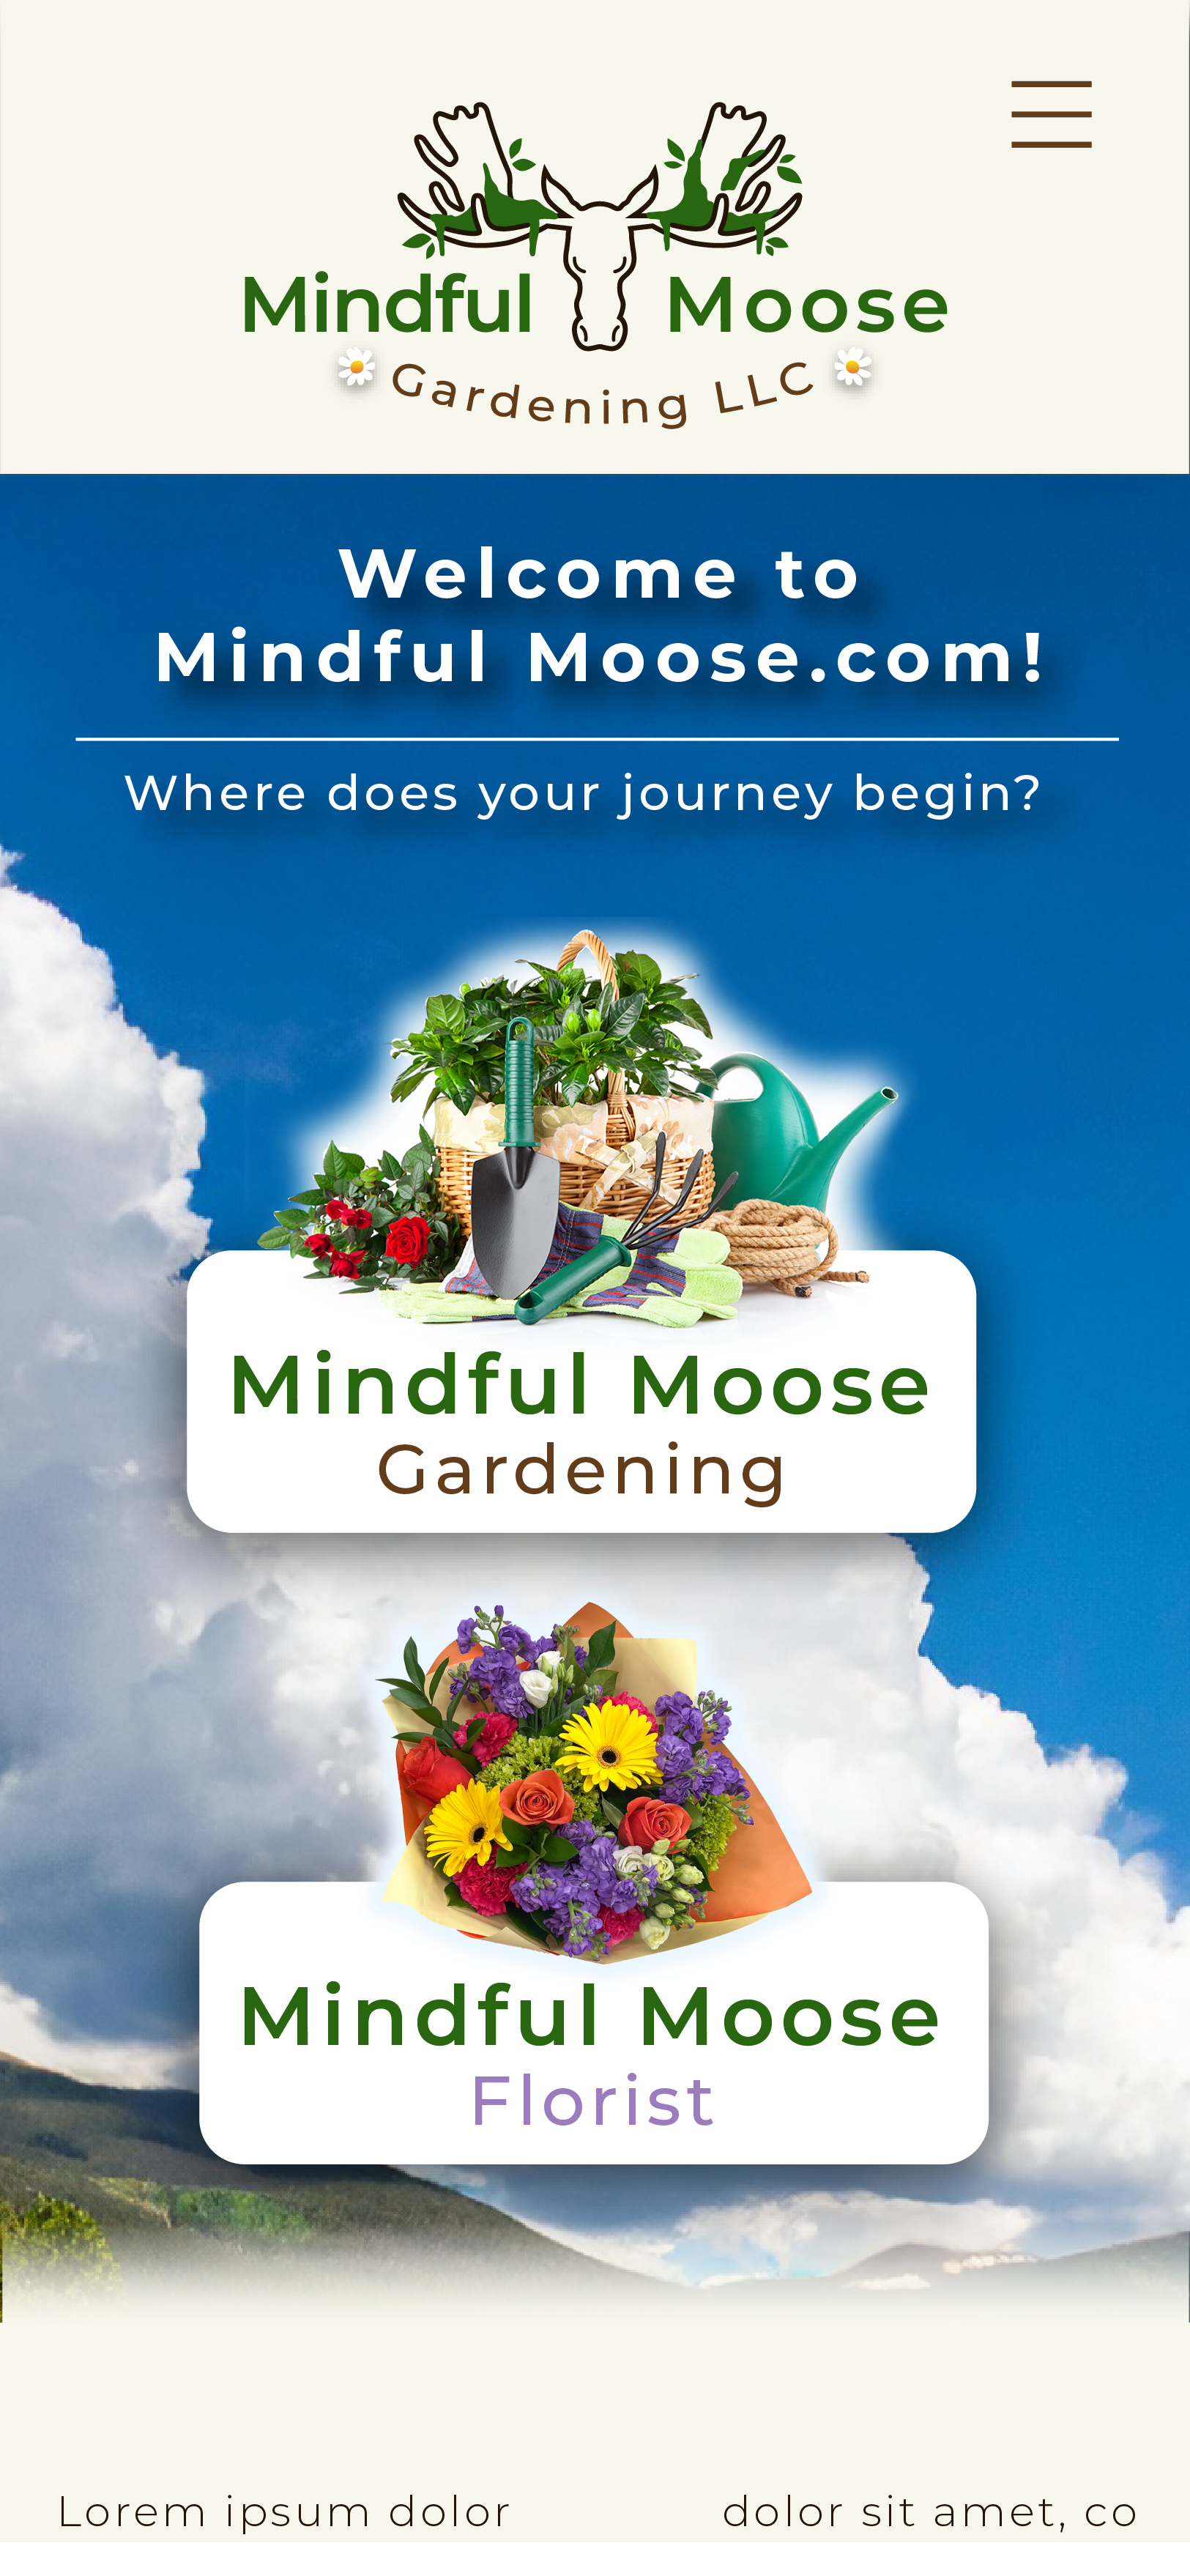 Mindful Moose
Gardening LLC
Welcome to
Mindful Moose.com!
Where does your journey begin?
Mindful Moose
Gardening
Mindful Moose
Florist
Lorem ipsum dolor
dolor sit amet, co